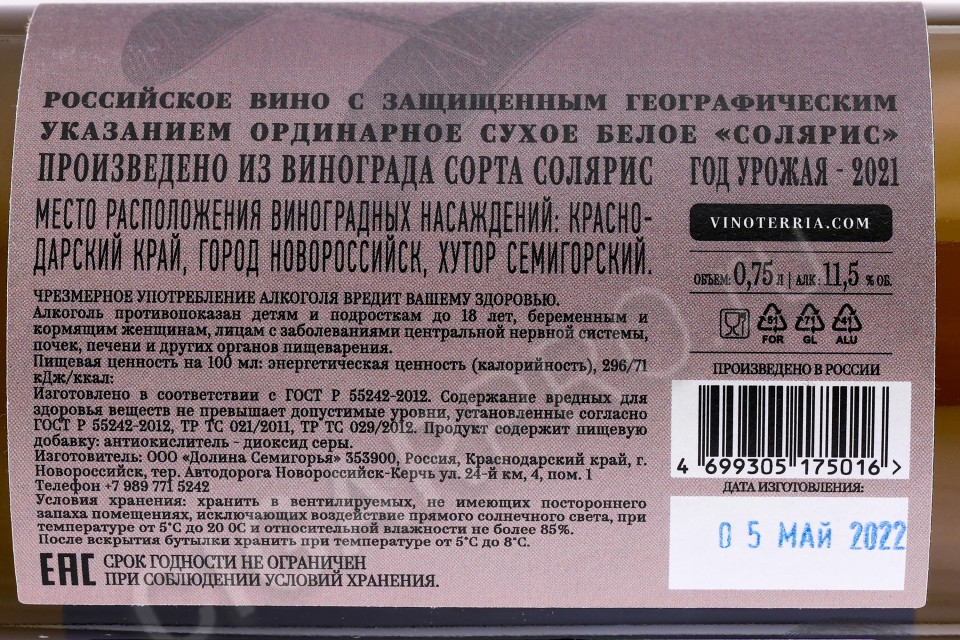 РОССИЙСКОЕ ВИНО С ЗАЩИЩЕННЫМ ГЕОГРАФИЧЕСКИМ
УКАЗАНИЕМ ОРДИНАРНОЕ СУХОЕ БЕЛОЕ «СОЛЯРИС»
ПРОИЗВЕДЕНО ИЗ ВИНОГРАДА СОРТА СОЛЯРИС
ГОД УРОЖАЯ - 2021
МЕСТО РАСПОЛОЖЕНИЯ ВИНОГРАДНЫХ НАСАЖДЕНИЙ: КРАСНО-
ДАРСКИЙ КРАЙ, ГОРОД НОВОРОССИЙСК, ХУТОР СЕМИГОРСКИЙ.
ЧРЕЗМЕРНОЕ УПОТРЕБЛЕНИЕ АЛКОГОЛЯ ВРЕДИТ ВАШЕМУ ЗДОРОВЬЮ.
Алкоголь противопоказан детям и подросткам до 18 лет, беременным и
кормящим женщинам, лицам с заболеваниями центральной нервной системы,
почек, печени и других органов пищеварения.
Пищевая ценность на 100 мл: энергетическая ценность (калорийность), 296/71
кДж/ккал:
Изготовлено в соответствии с ГОСТ Р 55242-2012. Содержание вредных для
здоровья веществ не превышает допустимые уровни, установленные согласно
ГОСТ Р 55242-2012, ТР ТС 021/2011, ТР ТС 029/2012. Продукт содержит пищевую
добавку: антиокислитель - диоксид серы.
Изготовитель: ООО «Долина Семигорья» 353900, Россия, Краснодарский край, г.
Новороссийск, тер. Автодорога Новороссийск-Керчь ул. 24-й км, 4, пом. 1
Телефон +7 989 771 5242
Условия хранения: хранить в вентилируемых, не имеющих постороннего
запаха помещениях, исключающих воздействие прямого солнечного света, при
температуре от 5°С до 20 0С и относительной влажности не более 85%.
После вскрытия бутылки хранить при температуре от 5°С до 8°С.
EAC СРОК ГОДНОСТИ НЕ ОГРАНИЧЕН
ПРИ СОБЛЮДЕНИИ УСЛОВИЙ ХРАНЕНИЯ.
VINOTERRIA.COM
ОБЪЕМ: 0,75 Л | АЛК: 11,5 % ОБ.
51 71 41
FOR GL ALU
ПРОИЗВЕДЕНО В РОССИИ
4 699305 175016 >
ДАТА ИЗГОТОВЛЕНИЯ:
0 5 МАЙ 2022